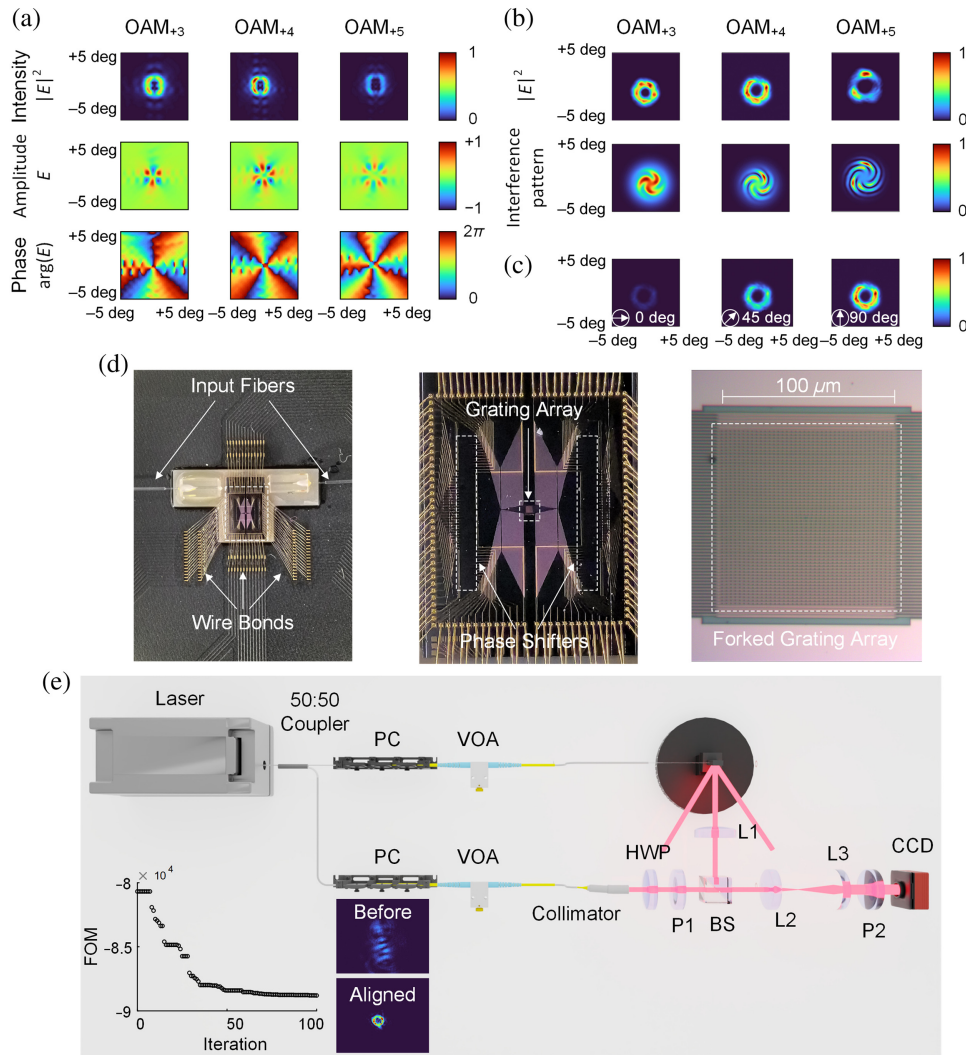 (a)
OAM+3 OAM+4 OAM+5
Intensity |E|²
+5 deg
−5 deg
1
0
Amplitude E
+5 deg
−5 deg
+1
−1
Phase arg(E)
+5 deg
−5 deg
2π
0
−5 deg +5 deg −5 deg +5 deg −5 deg +5 deg
(b)
OAM+3 OAM+4 OAM+5
|E|²
+5 deg
−5 deg
1
0
Interference pattern
+5 deg
−5 deg
1
0
(c)
+5 deg
−5 deg
0 deg 45 deg 90 deg
1
0
−5 deg +5 deg −5 deg +5 deg −5 deg +5 deg
(d)
Input Fibers
Wire Bonds
Grating Array
Phase Shifters
100 μm
Forked Grating Array
(e)
Laser
50:50
Coupler
PC
VOA
L1
HWP
L3
CCD
PC
VOA
Collimator
P1
BS
L2
P2
× 10⁴
−8
−8.5
−9
FOM
0 50 100
Iteration
Before
Aligned